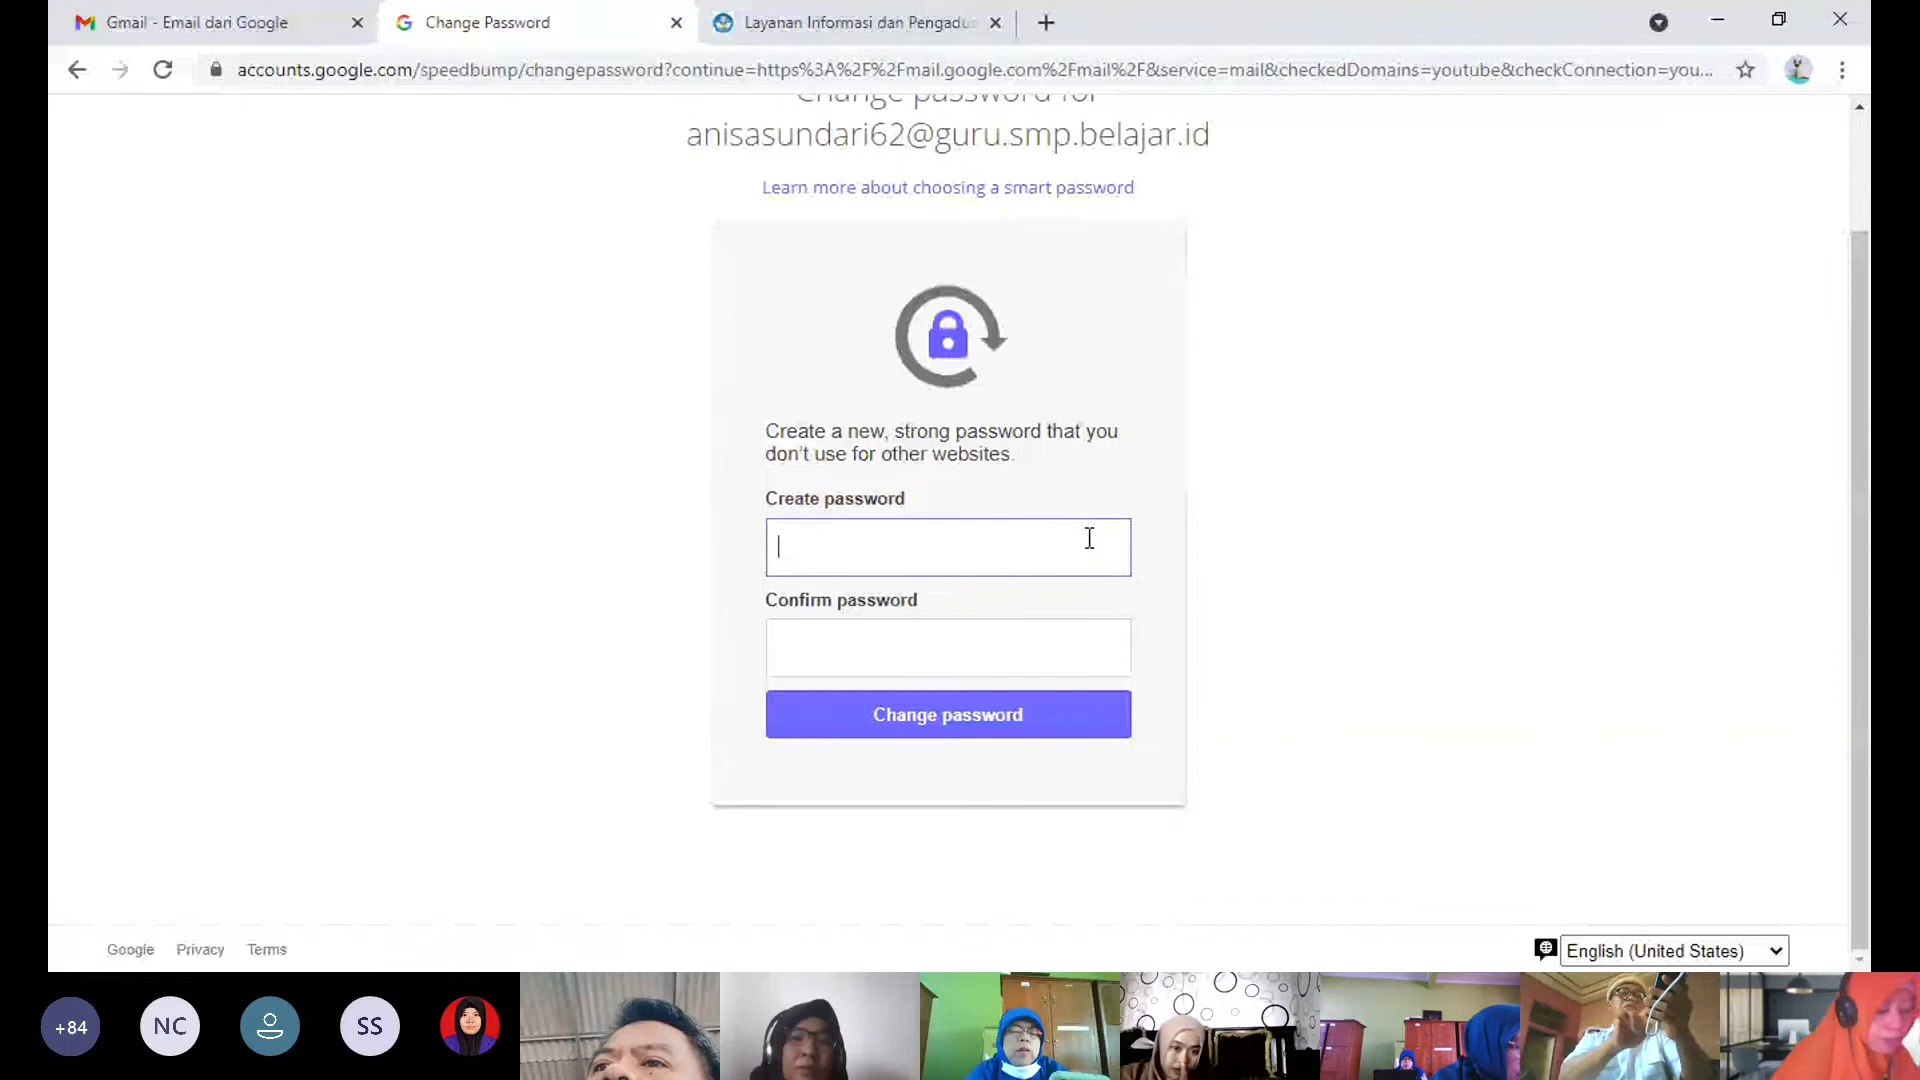 Gmail - Email dari Google
Change Password
Layanan Informasi dan Pengadu
accounts.google.com/speedbump/changepassword?continue=https%3A%2F%2Fmail.google.com%2Fmail%2F&service=mail&checkedDomains=youtube&checkConnection=you...
Change password for
anisasundari62@guru.smp.belajar.id
Learn more about choosing a smart password
Create a new, strong password that you
don't use for other websites.
Create password
Confirm password
Change password
Google Privacy Terms
English (United States)
+84 NC SS